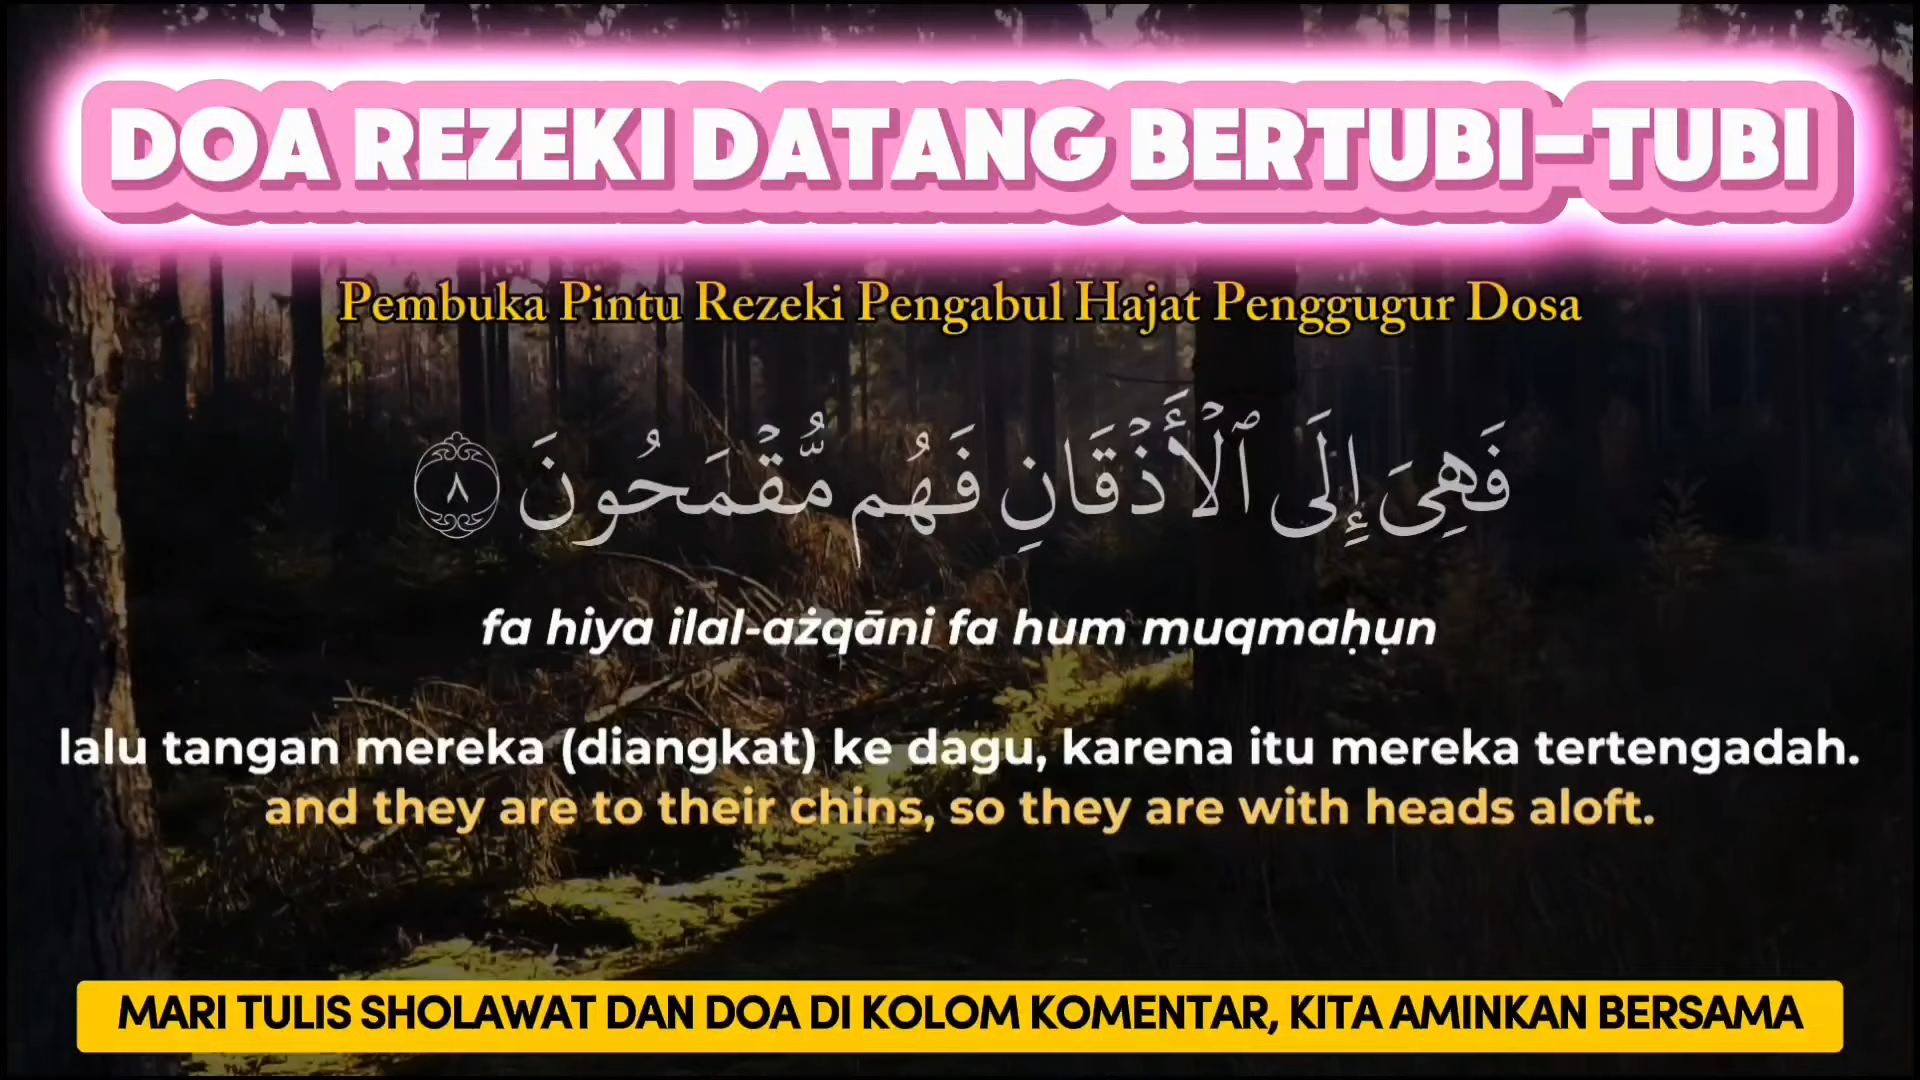 DOA REZEKI DATANG BERTUBI-TUBI
Pembuka Pintu Rezeki Pengabul Hajat Penggugur Dosa
فَهِىَ إِلَى ٱلْأَذْقَانِ فَهُم مُّقْمَحُونَ ٨
fa hiya ilal-ażqāni fa hum muqmaḥụn
lalu tangan mereka (diangkat) ke dagu, karena itu mereka tertengadah.
and they are to their chins, so they are with heads aloft.
MARI TULIS SHOLAWAT DAN DOA DI KOLOM KOMENTAR, KITA AMINKAN BERSAMA